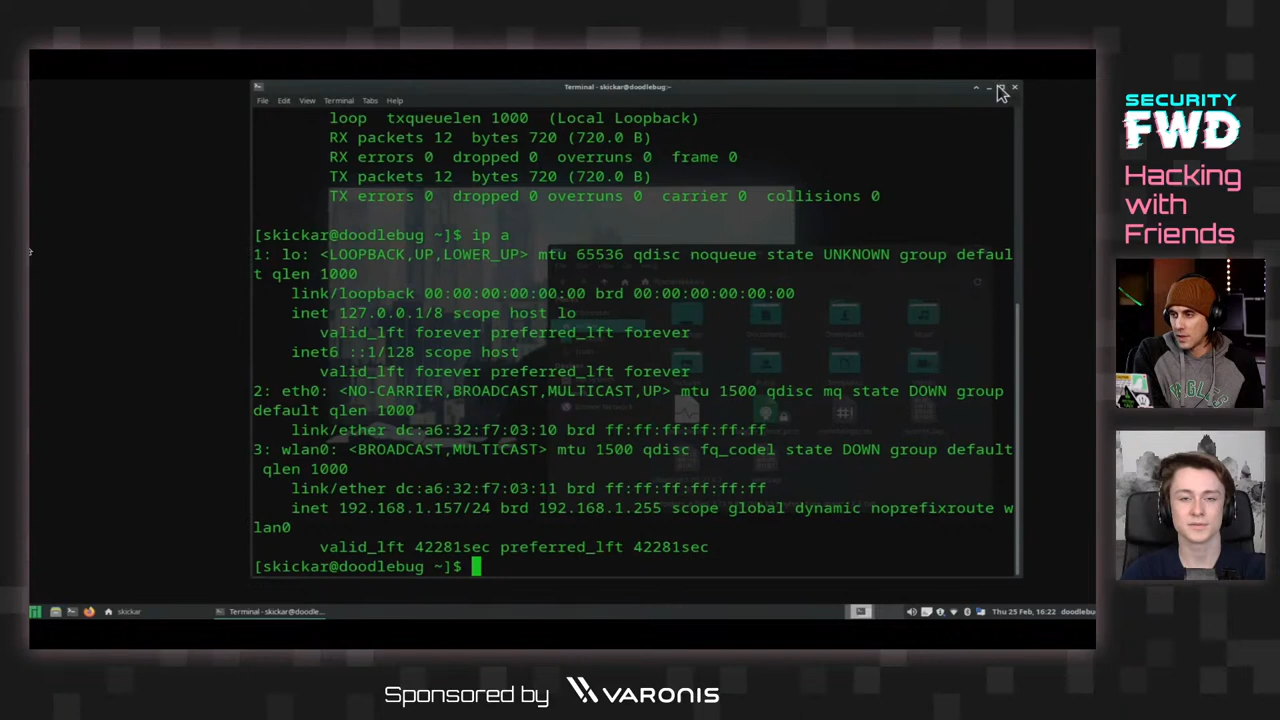 Terminal - skickar@doodlebug:~
File Edit View Terminal Tabs Help
loop txqueuelen 1000 (Local Loopback)
RX packets 12 bytes 720 (720.0 B)
RX errors 0 dropped 0 overruns 0 frame 0
TX packets 12 bytes 720 (720.0 B)
TX errors 0 dropped 0 overruns 0 carrier 0 collisions 0
[skickar@doodlebug ~]$ ip a
1: lo: <LOOPBACK,UP,LOWER_UP> mtu 65536 qdisc noqueue state UNKNOWN group defaul
t qlen 1000
link/loopback 00:00:00:00:00:00 brd 00:00:00:00:00:00
inet 127.0.0.1/8 scope host lo
valid_lft forever preferred_lft forever
inet6 ::1/128 scope host
valid_lft forever preferred_lft forever
2: eth0: <NO-CARRIER,BROADCAST,MULTICAST,UP> mtu 1500 qdisc mq state DOWN group
default qlen 1000
link/ether dc:a6:32:f7:03:10 brd ff:ff:ff:ff:ff:ff
3: wlan0: <BROADCAST,MULTICAST> mtu 1500 qdisc fq_codel state DOWN group default
qlen 1000
link/ether dc:a6:32:f7:03:11 brd ff:ff:ff:ff:ff:ff
inet 192.168.1.157/24 brd 192.168.1.255 scope global dynamic noprefixroute w
lan0
valid_lft 42281sec preferred_lft 42281sec
[skickar@doodlebug ~]$
skickar
Terminal - skickar@doodle...
Thu 25 Feb, 16:22 doodlebu
SECURITY
FWD
Hacking
with
Friends
Sponsored by VARONIS